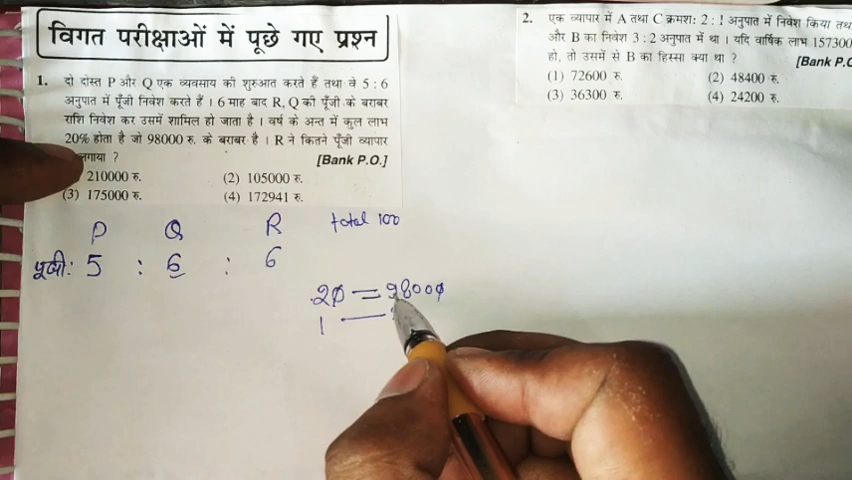 विगत परीक्षाओं में पूछे गए प्रश्न
1. दो दोस्त P और Q एक व्यवसाय की शुरुआत करते हैं तथा वे 5 : 6
अनुपात में पूँजी निवेश करते हैं । 6 माह बाद R, Q की पूँजी के बराबर
राशि निवेश कर उसमें शामिल हो जाता है । वर्ष के अन्त में कुल लाभ
20% होता है जो 98000 रु. के बराबर है । R ने कितने पूँजी व्यापार
लगाया ? [Bank P.O.]
210000 रु. (2) 105000 रु.
(3) 175000 रु. (4) 172941 रु.
2. एक व्यापार में A तथा C क्रमशः 2 : 1 अनुपात में निवेश किया
और B का निवेश 3 : 2 अनुपात में था । यदि वार्षिक लाभ 157300
हो, तो उसमें से B का हिस्सा क्या था ? [Bank P.
(1) 72600 रु. (2) 48400 रु.
(3) 36300 रु. (4) 24200 रु.
P Q R total 100
पूंजी: 5 : 6 : 6
20 = 98000
1 —